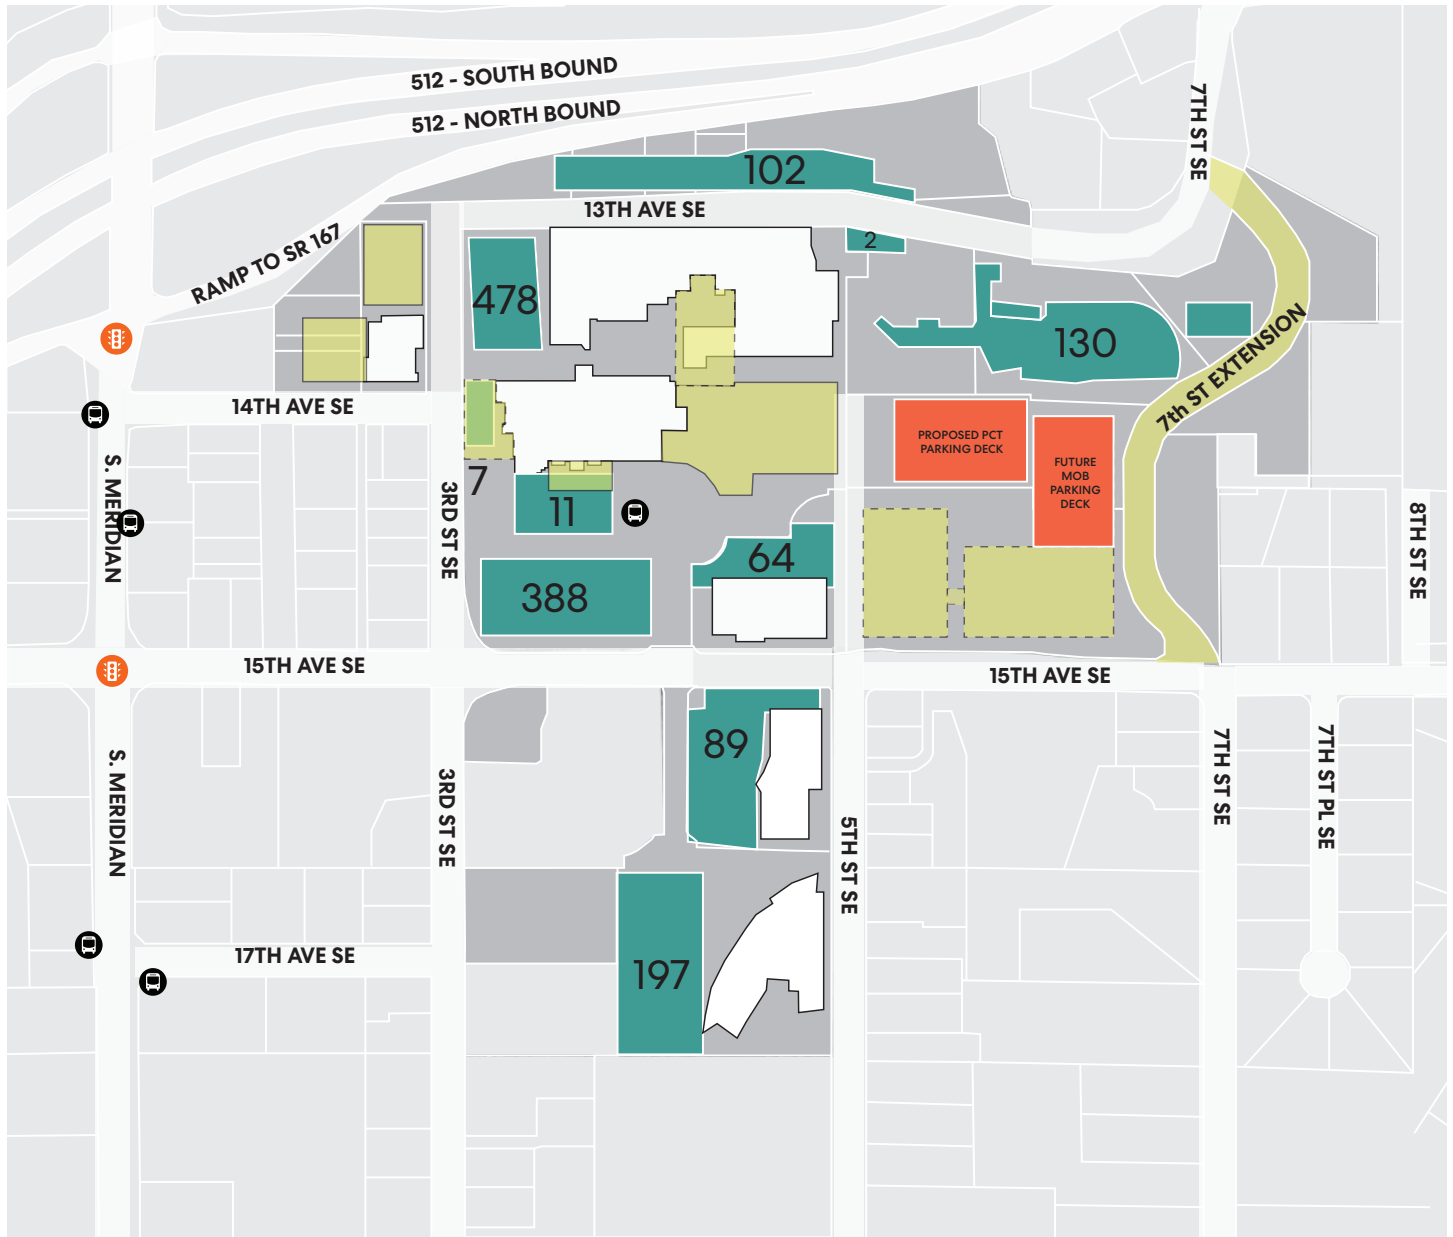 512 - SOUTH BOUND
512 - NORTH BOUND
7TH ST SE
102
13TH AVE SE
RAMP TO SR 167
2
478
130
7th ST EXTENSION
14TH AVE SE
PROPOSED PCT
PARKING DECK
FUTURE
MOB
PARKING
DECK
S. MERIDIAN
7
3RD ST SE
11
8TH ST SE
64
388
15TH AVE SE
15TH AVE SE
89
S. MERIDIAN
3RD ST SE
7TH ST SE
7TH ST PL SE
5TH ST SE
17TH AVE SE
197